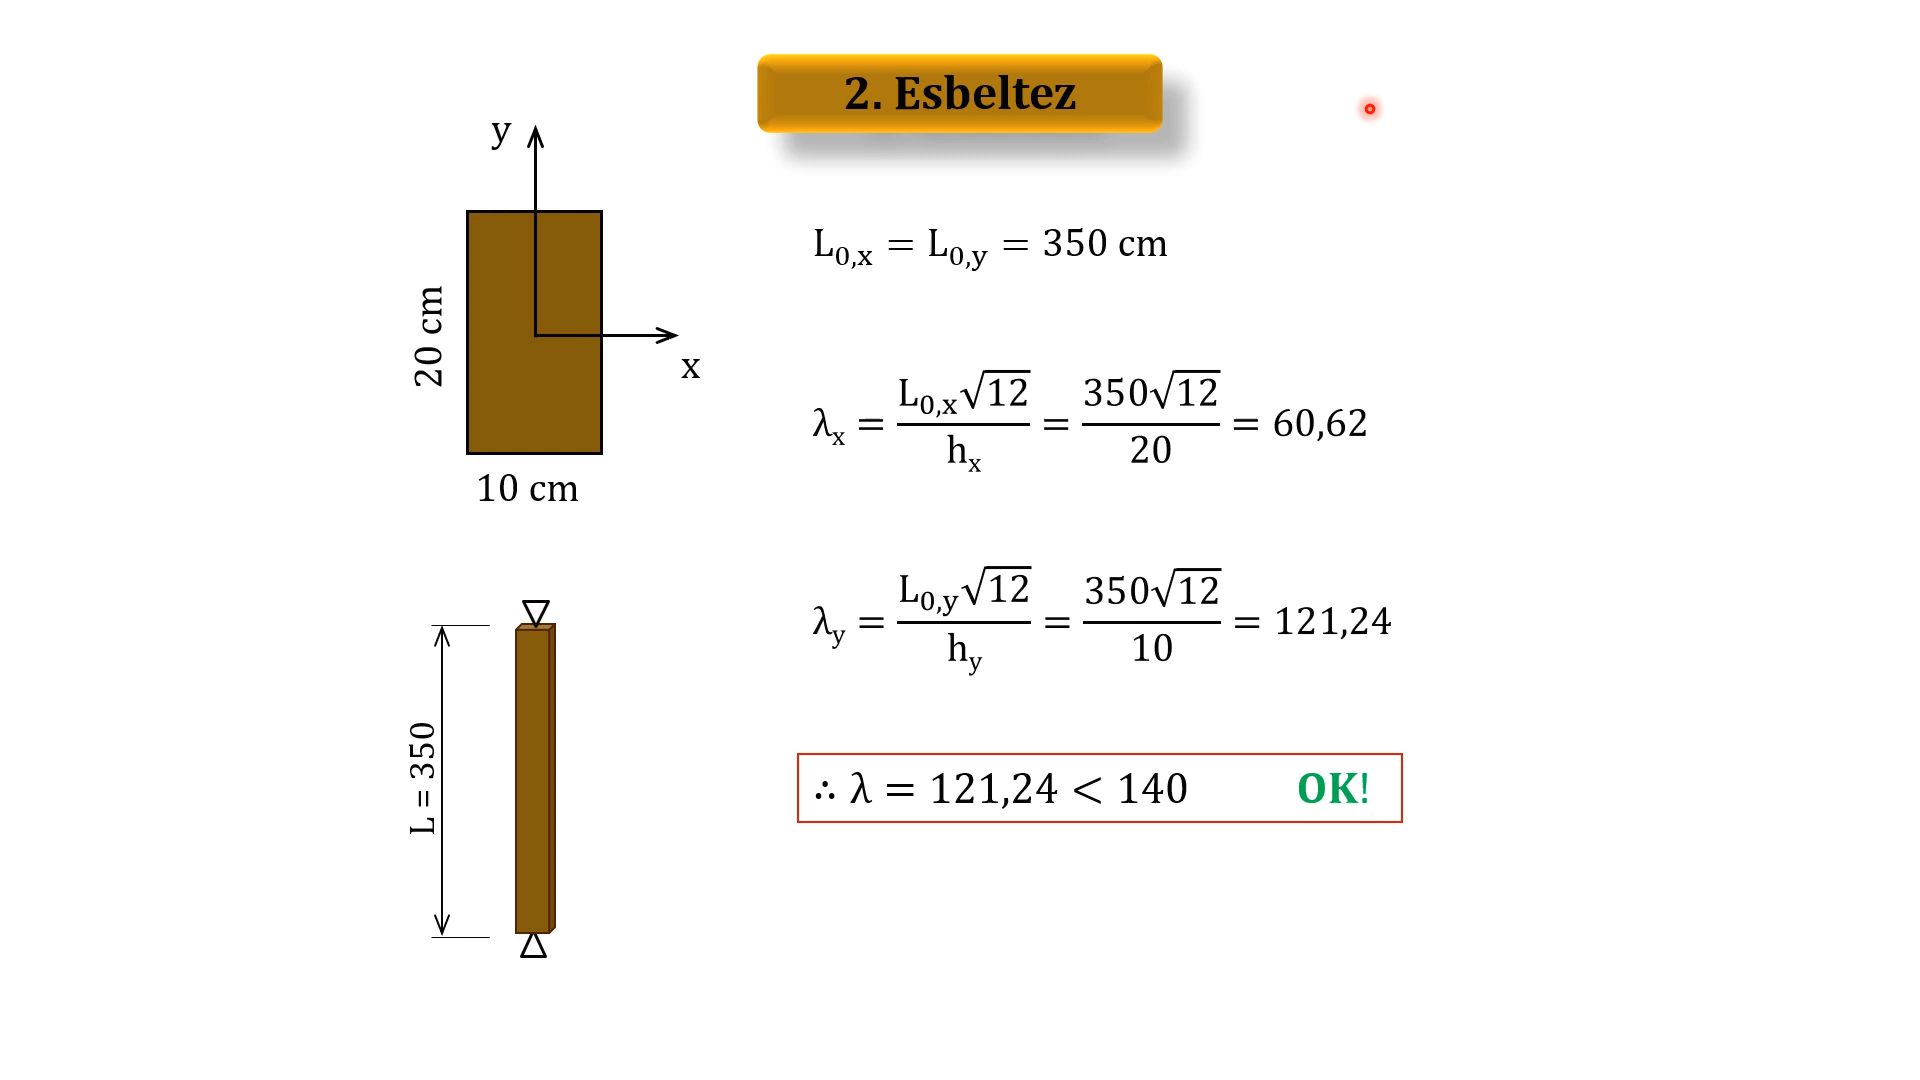 2. Esbeltez
y
20 cm
x
10 cm
L = 350
L₀,ₓ = L₀,y = 350 cm
λₓ = L₀,ₓ√12 / hₓ = 350√12 / 20 = 60,62
λy = L₀,y√12 / hy = 350√12 / 10 = 121,24
∴ λ = 121,24 < 140 OK!